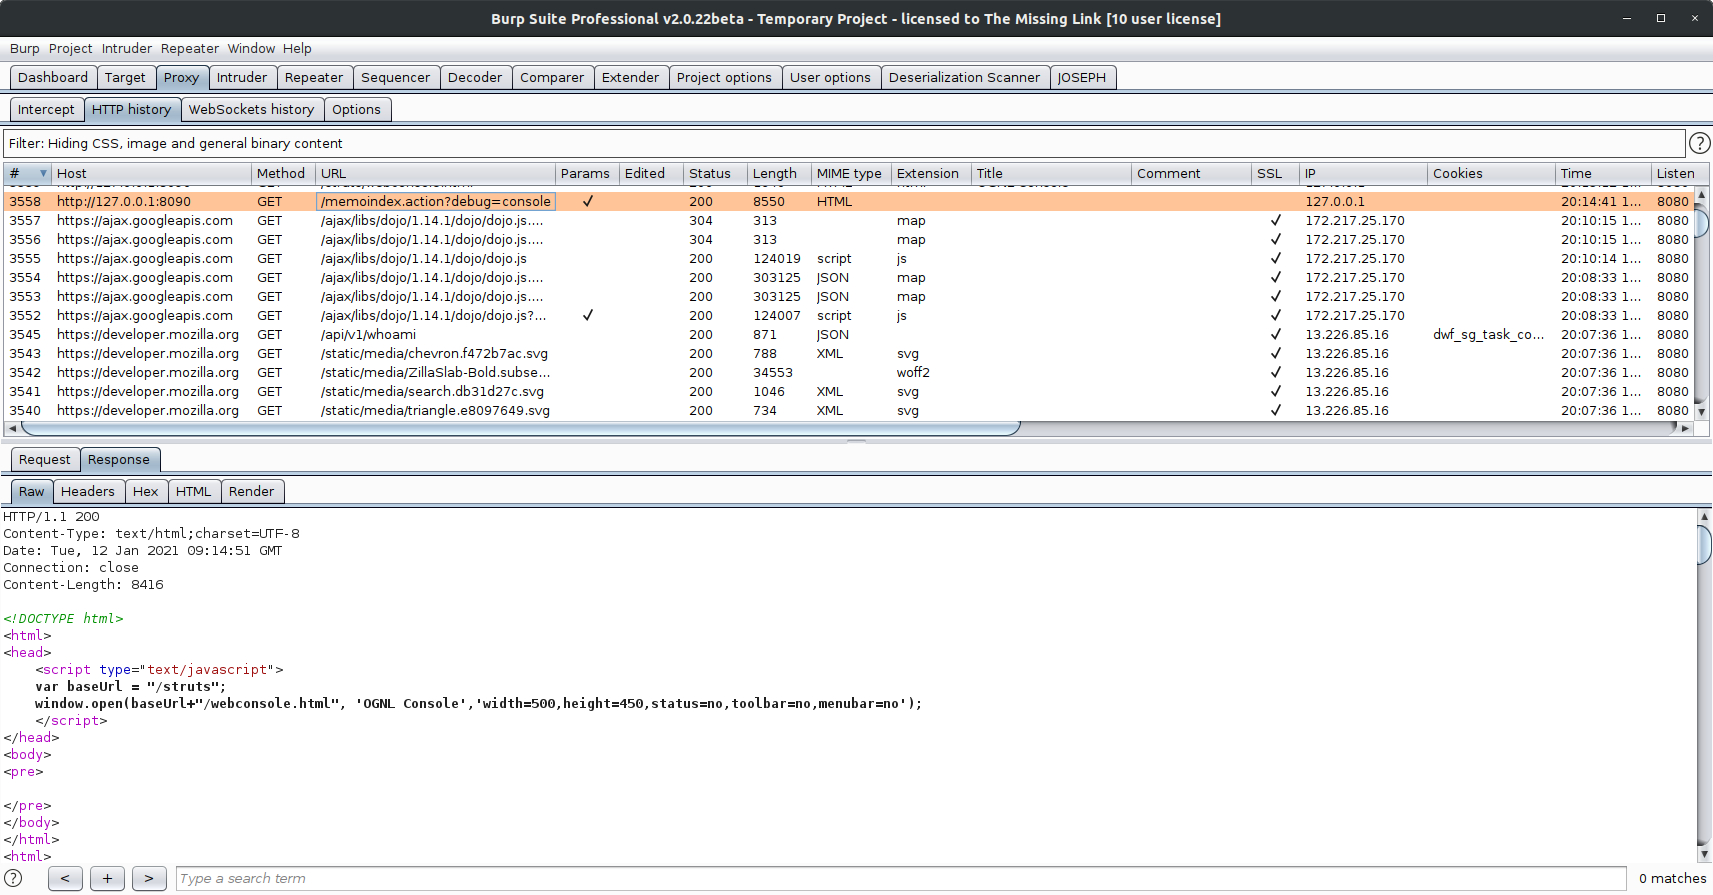 Burp Suite Professional v2.0.22beta - Temporary Project - licensed to The Missing Link [10 user license]
Burp Project Intruder Repeater Window Help
Dashboard Target Proxy Intruder Repeater Sequencer Decoder Comparer Extender Project options User options Deserialization Scanner JOSEPH
Intercept HTTP history WebSockets history Options
Filter: Hiding CSS, image and general binary content
# Host Method URL Params Edited Status Length MIME type Extension Title Comment SSL IP Cookies Time Listen
3558 http://127.0.0.1:8090 GET /memoindex.action?debug=console ✓ 200 8550 HTML 127.0.0.1 20:14:41 1... 8080
3557 https://ajax.googleapis.com GET /ajax/libs/dojo/1.14.1/dojo/dojo.js.... 304 313 map ✓ 172.217.25.170 20:10:15 1... 8080
3556 https://ajax.googleapis.com GET /ajax/libs/dojo/1.14.1/dojo/dojo.js.... 304 313 map ✓ 172.217.25.170 20:10:15 1... 8080
3555 https://ajax.googleapis.com GET /ajax/libs/dojo/1.14.1/dojo/dojo.js 200 124019 script js ✓ 172.217.25.170 20:10:14 1... 8080
3554 https://ajax.googleapis.com GET /ajax/libs/dojo/1.14.1/dojo/dojo.js.... 200 303125 JSON map ✓ 172.217.25.170 20:08:33 1... 8080
3553 https://ajax.googleapis.com GET /ajax/libs/dojo/1.14.1/dojo/dojo.js.... 200 303125 JSON map ✓ 172.217.25.170 20:08:33 1... 8080
3552 https://ajax.googleapis.com GET /ajax/libs/dojo/1.14.1/dojo/dojo.js?... ✓ 200 124007 script js ✓ 172.217.25.170 20:08:33 1... 8080
3545 https://developer.mozilla.org GET /api/v1/whoami 200 871 JSON ✓ 13.226.85.16 dwf_sg_task_co... 20:07:36 1... 8080
3543 https://developer.mozilla.org GET /static/media/chevron.f472b7ac.svg 200 788 XML svg ✓ 13.226.85.16 20:07:36 1... 8080
3542 https://developer.mozilla.org GET /static/media/ZillaSlab-Bold.subse... 200 34553 woff2 ✓ 13.226.85.16 20:07:36 1... 8080
3541 https://developer.mozilla.org GET /static/media/search.db31d27c.svg 200 1046 XML svg ✓ 13.226.85.16 20:07:36 1... 8080
3540 https://developer.mozilla.org GET /static/media/triangle.e8097649.svg 200 734 XML svg ✓ 13.226.85.16 20:07:36 1... 8080
Request Response
Raw Headers Hex HTML Render
HTTP/1.1 200
Content-Type: text/html;charset=UTF-8
Date: Tue, 12 Jan 2021 09:14:51 GMT
Connection: close
Content-Length: 8416
<!DOCTYPE html>
<html>
<head>
<script type="text/javascript">
var baseUrl = "/struts";
window.open(baseUrl+"/webconsole.html", 'OGNL Console','width=500,height=450,status=no,toolbar=no,menubar=no');
</script>
</head>
<body>
<pre>
</pre>
</body>
</html>
<html>
? < + > Type a search term 0 matches